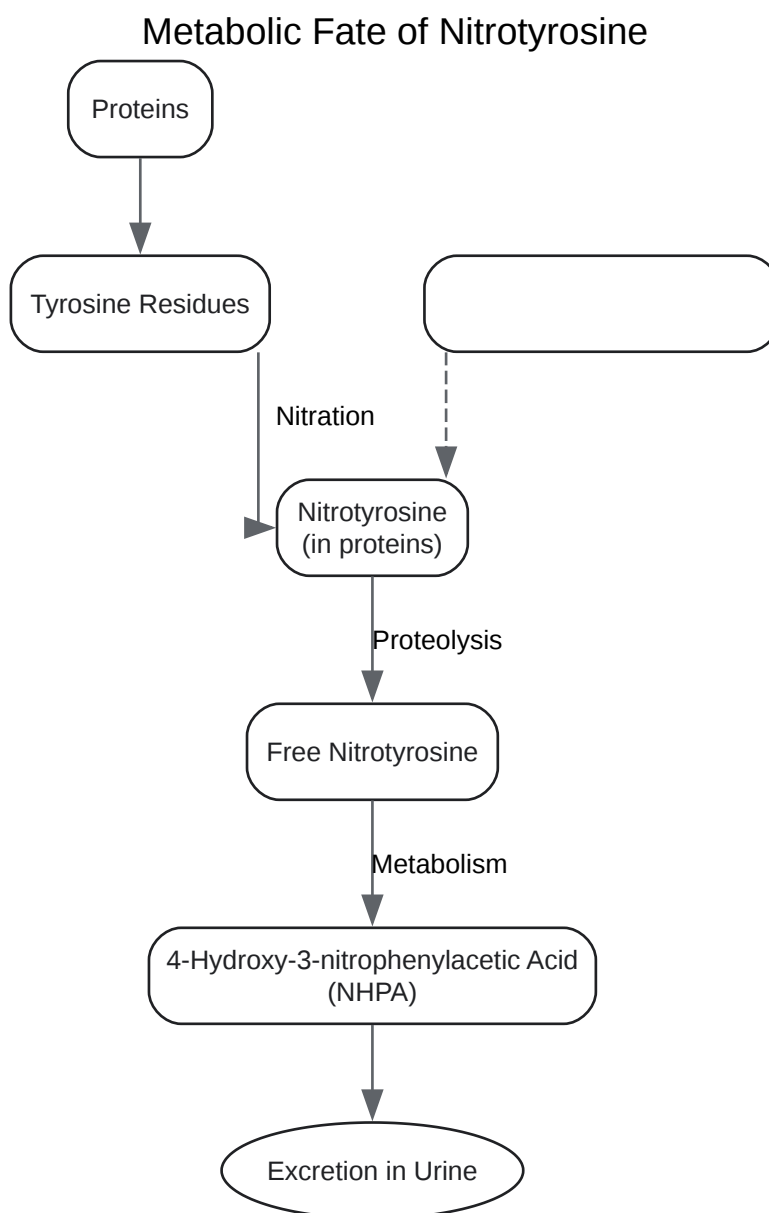 Metabolic Fate of Nitrotyrosine
Proteins
Tyrosine Residues
Nitration
Nitrotyrosine
(in proteins)
Proteolysis
Free Nitrotyrosine
Metabolism
4-Hydroxy-3-nitrophenylacetic Acid
(NHPA)
Excretion in Urine